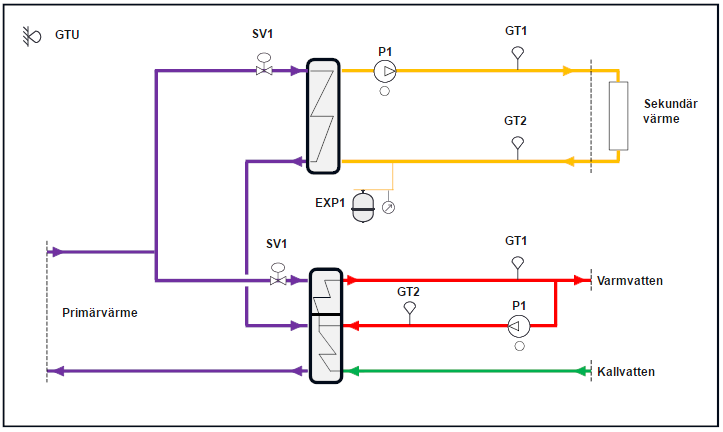 GTU
SV1
P1
GT1
Sekundär
värme
GT2
EXP1
SV1
GT1
Varmvatten
GT2
P1
Primärvärme
Kallvatten